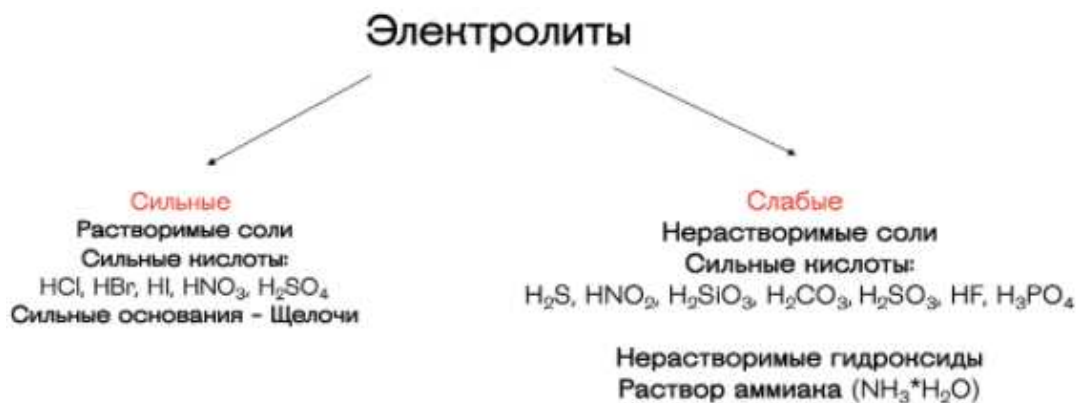 Электролиты
Сильные
Растворимые соли
Сильные кислоты:
HCl, HBr, HI, HNO₃, H₂SO₄
Сильные основания - Щелочи
Слабые
Нерастворимые соли
Сильные кислоты:
H₂S, HNO₂, H₂SiO₃, H₂CO₃, H₂SO₃, HF, H₃PO₄
Нерастворимые гидроксиды
Раствор аммиака (NH₃*H₂O)